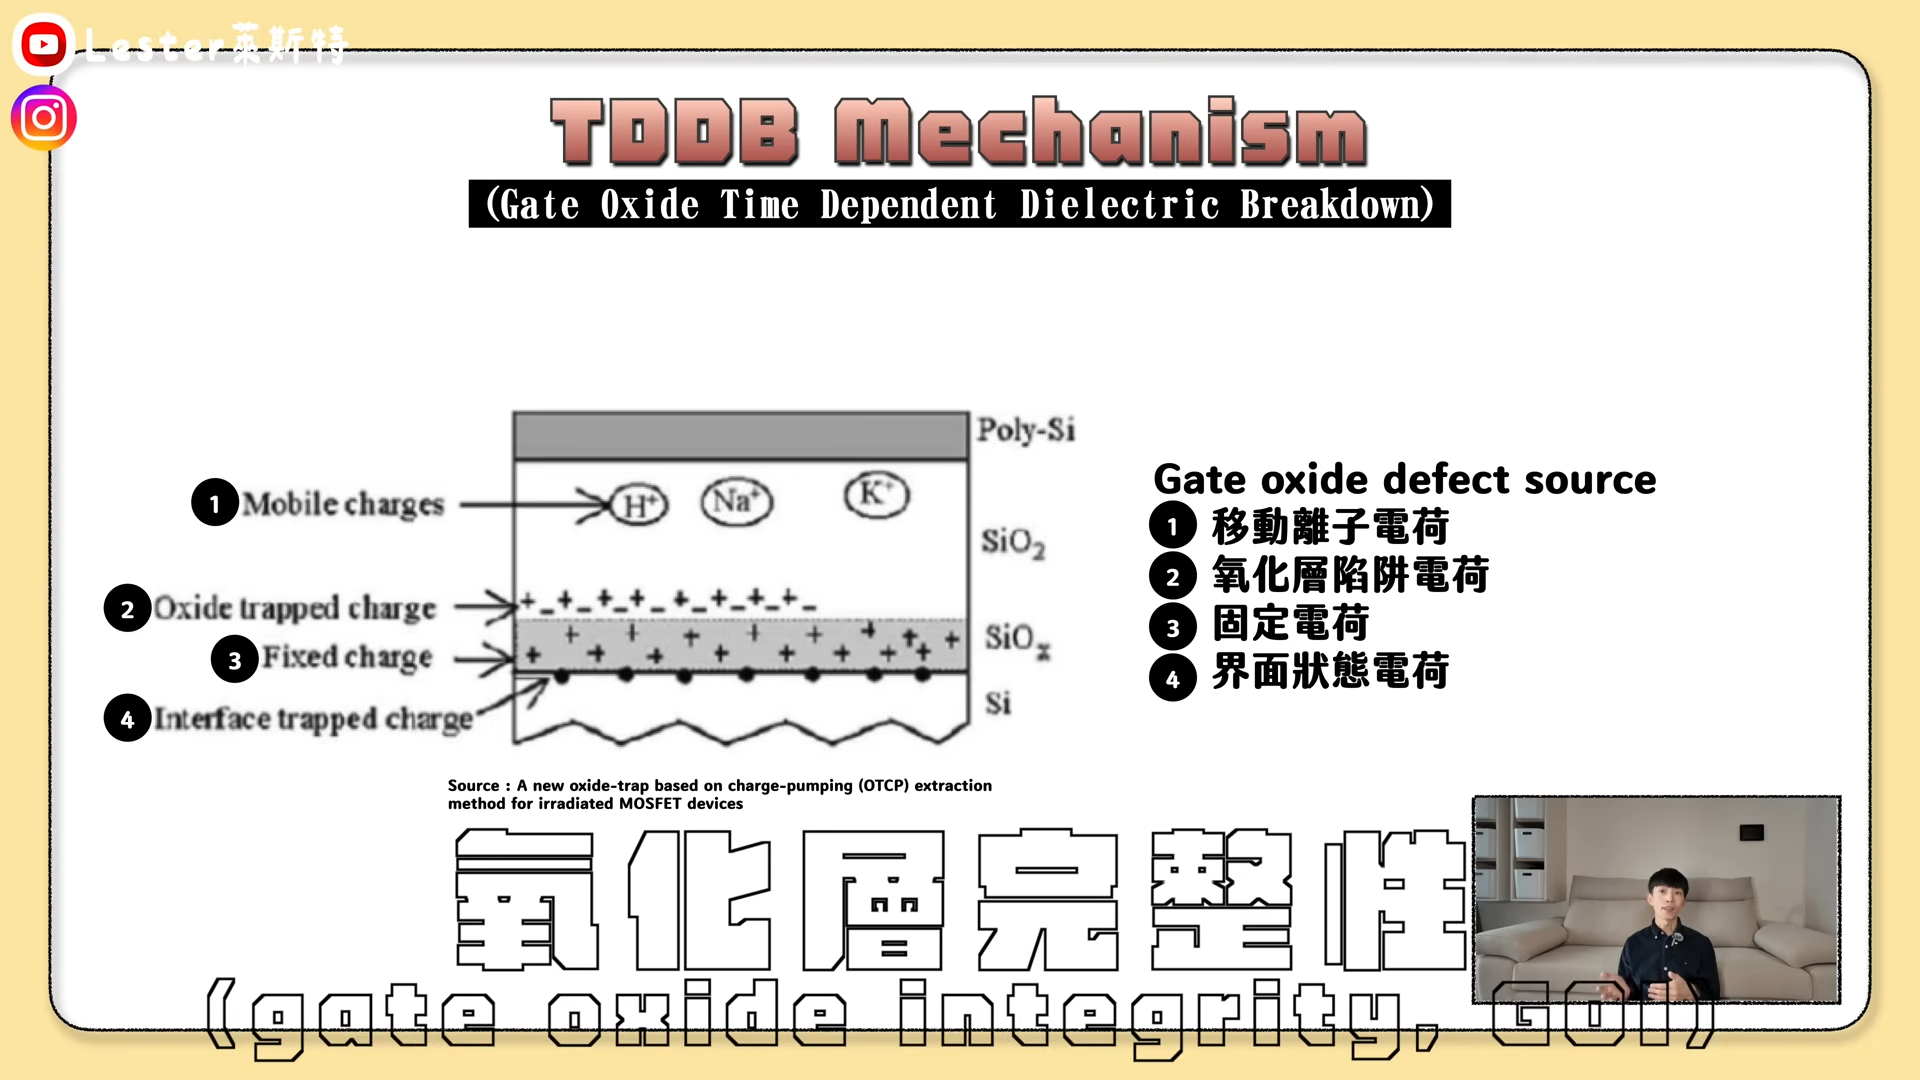 Lester萊斯特
TDDB Mechanism
(Gate Oxide Time Dependent Dielectric Breakdown)
Poly-Si
1 Mobile charges
H+ Na+ K+
SiO2
2 Oxide trapped charge
3 Fixed charge
SiOx
4 Interface trapped charge
Si
Gate oxide defect source
1 移動離子電荷
2 氧化層陷阱電荷
3 固定電荷
4 界面狀態電荷
Source : A new oxide-trap based on charge-pumping (OTCP) extraction
method for irradiated MOSFET devices
氧化層完整性
(gate oxide integrity, GOI)